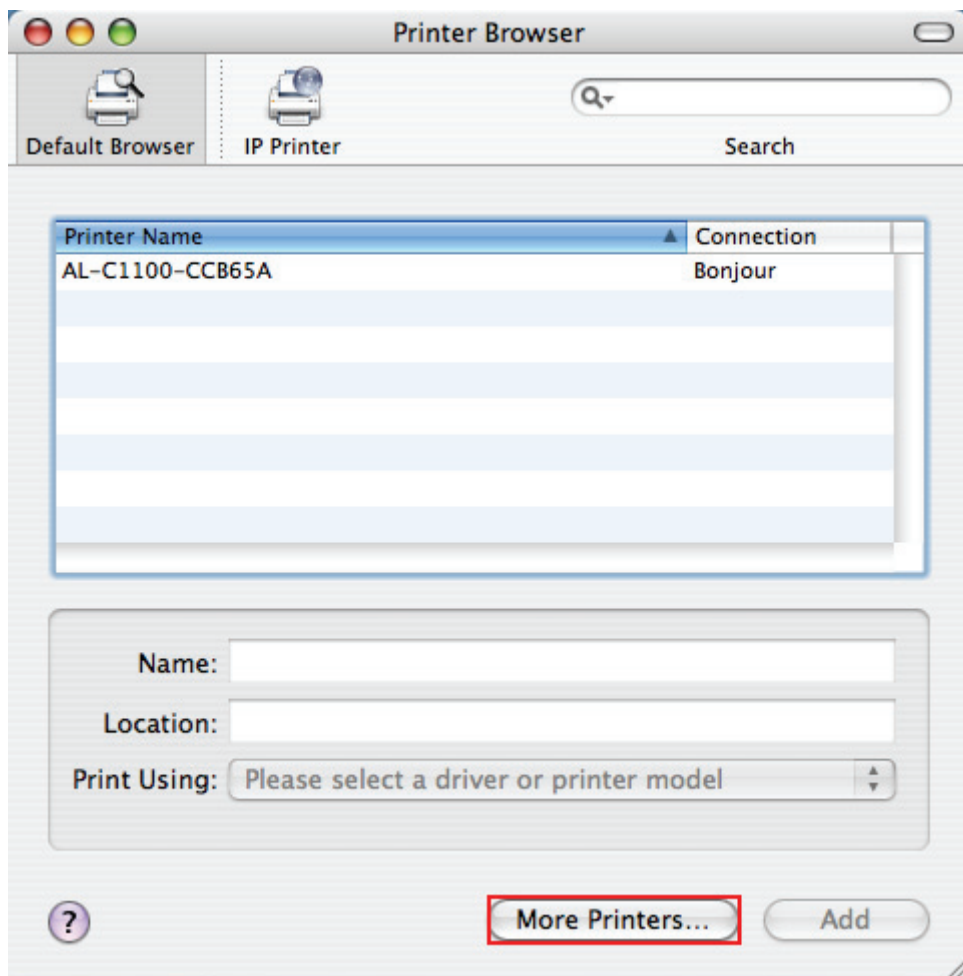 Printer Browser
Default Browser
IP Printer
Search
Printer Name
Connection
AL-C1100-CCB65A
Bonjour
Name:
Location:
Print Using:
Please select a driver or printer model
?
More Printers...
Add